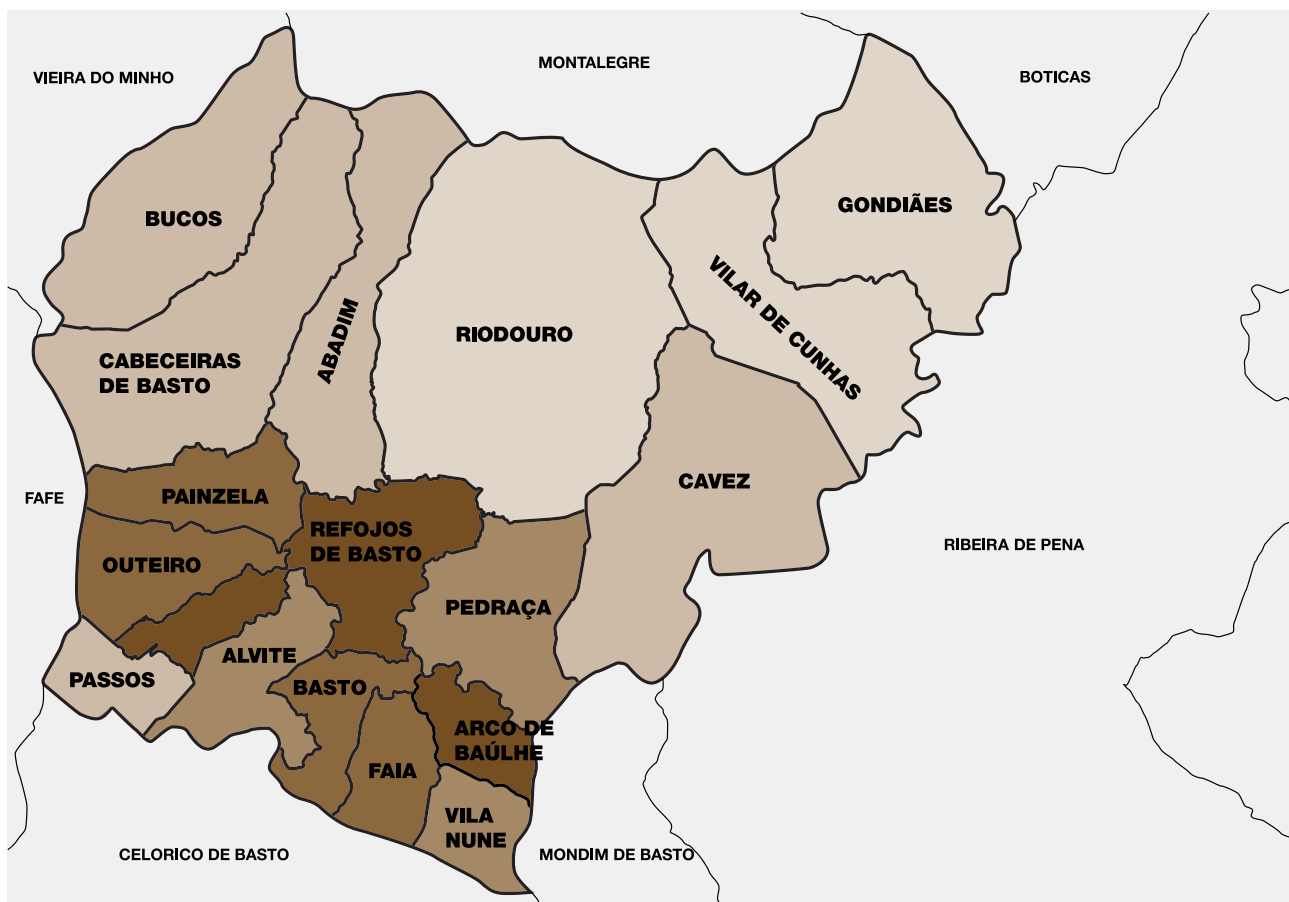 MONTALEGRE
VIEIRA DO MINHO
BOTICAS
GONDIÃES
BUCOS
VILAR DE CUNHAS
RIODOURO
ABADIM
CABECEIRAS
DE BASTO
CAVEZ
PAINZELA
FAFE
REFOJOS
DE BASTO
RIBEIRA DE PENA
OUTEIRO
PEDRAÇA
ALVITE
PASSOS
BASTO
ARCO DE
BAÚLHE
FAIA
VILA
NUNE
CELORICO DE BASTO
MONDIM DE BASTO